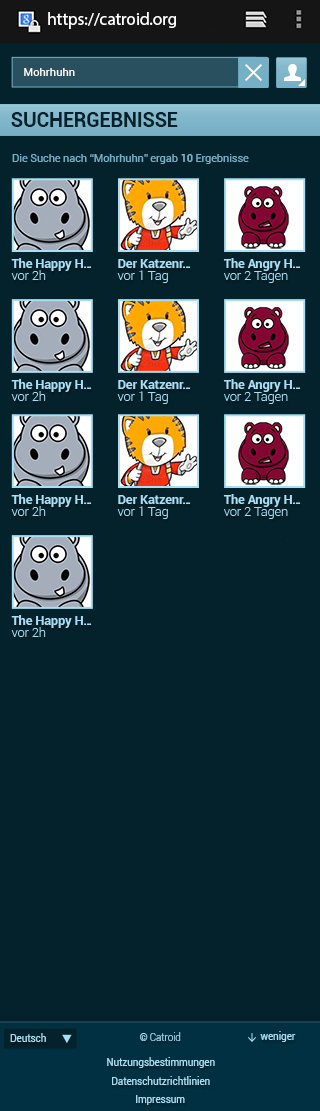 https://catroid.org
Mohrhuhn
SUCHERGEBNISSE
Die Suche nach "Mohrhuhn" ergab 10 Ergebnisse
The Happy H... Der Katzenr... The Angry H...
vor 2h vor 1 Tag vor 2 Tagen
The Happy H... Der Katzenr... The Angry H...
vor 2h vor 1 Tag vor 2 Tagen
The Happy H... Der Katzenr... The Angry H...
vor 2h vor 1 Tag vor 2 Tagen
The Happy H...
vor 2h
Deutsch © Catroid weniger
Nutzungsbestimmungen
Datenschutzrichtlinien
Impressum